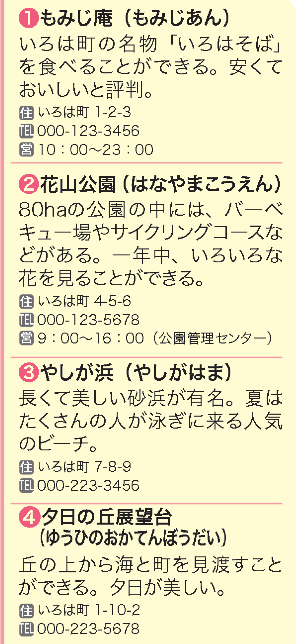 ❶もみじ庵（もみじあん）
いろは町の名物「いろはそば」
を食べることができる。安くて
おいしいと評判。
住 いろは町 1-2-3
TEL 000-123-3456
営 10：00～23：00
❷花山公園（はなやまこうえん）
80haの公園の中には、バーベ
キュー場やサイクリングコースな
どがある。一年中、いろいろな
花を見ることができる。
住 いろは町 4-5-6
TEL 000-123-5678
営 9：00～16：00（公園管理センター）
❸やしが浜（やしがはま）
長くて美しい砂浜が有名。夏は
たくさんの人が泳ぎに来る人気
のビーチ。
住 いろは町 7-8-9
TEL 000-223-3456
❹夕日の丘展望台
（ゆうひのおかてんぼうだい）
丘の上から海と町を見渡すこと
ができる。夕日が美しい。
住 いろは町 1-10-2
TEL 000-223-5678